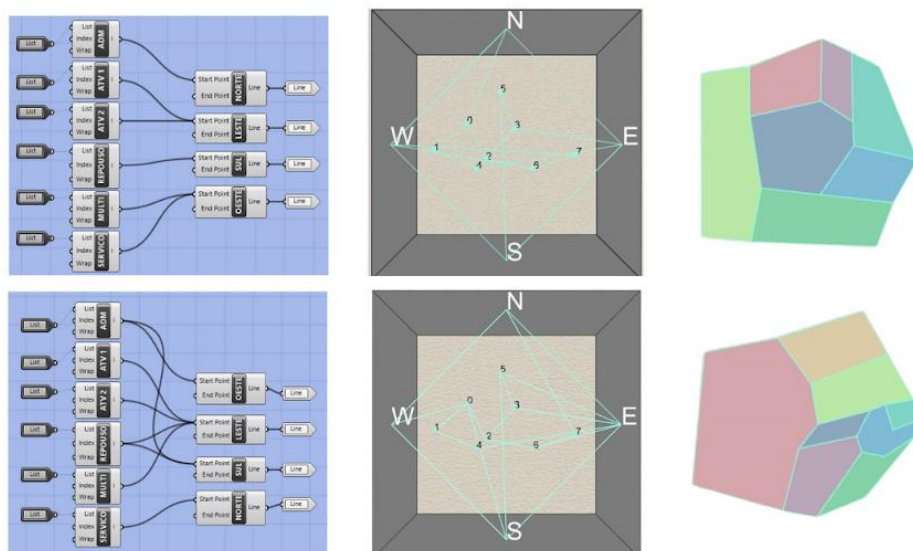 List
List
Index
Wrap
ADM
i
List
List
Index
Wrap
ATV 1
i
List
List
Index
Wrap
ATV 2
i
List
List
Index
Wrap
REPOUSO
i
List
List
Index
Wrap
MULTI
i
List
List
Index
Wrap
SERVICO
i
Start Point
End Point
NORTE
Line
Line
Start Point
End Point
LESTE
Line
Line
Start Point
End Point
SUL
Line
Line
Start Point
End Point
OESTE
Line
Line
N
5
0
3
W
E
1
2
7
4
6
S
List
List
Index
Wrap
ADM
i
List
List
Index
Wrap
ATV 1
i
List
List
Index
Wrap
ATV 2
i
List
List
Index
Wrap
REPOUSO
i
List
List
Index
Wrap
MULTI
i
List
List
Index
Wrap
SERVICO
i
Start Point
End Point
OESTE
Line
Line
Start Point
End Point
LESTE
Line
Line
Start Point
End Point
SUL
Line
Line
Start Point
End Point
NORTE
Line
Line
N
5
0
3
W
E
1
2
7
4
6
S